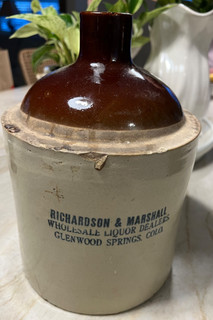 RICHARDSON & MARSHALL
WHOLESALE LIQUOR DEALERS,
GLENWOOD SPRINGS, COLO.